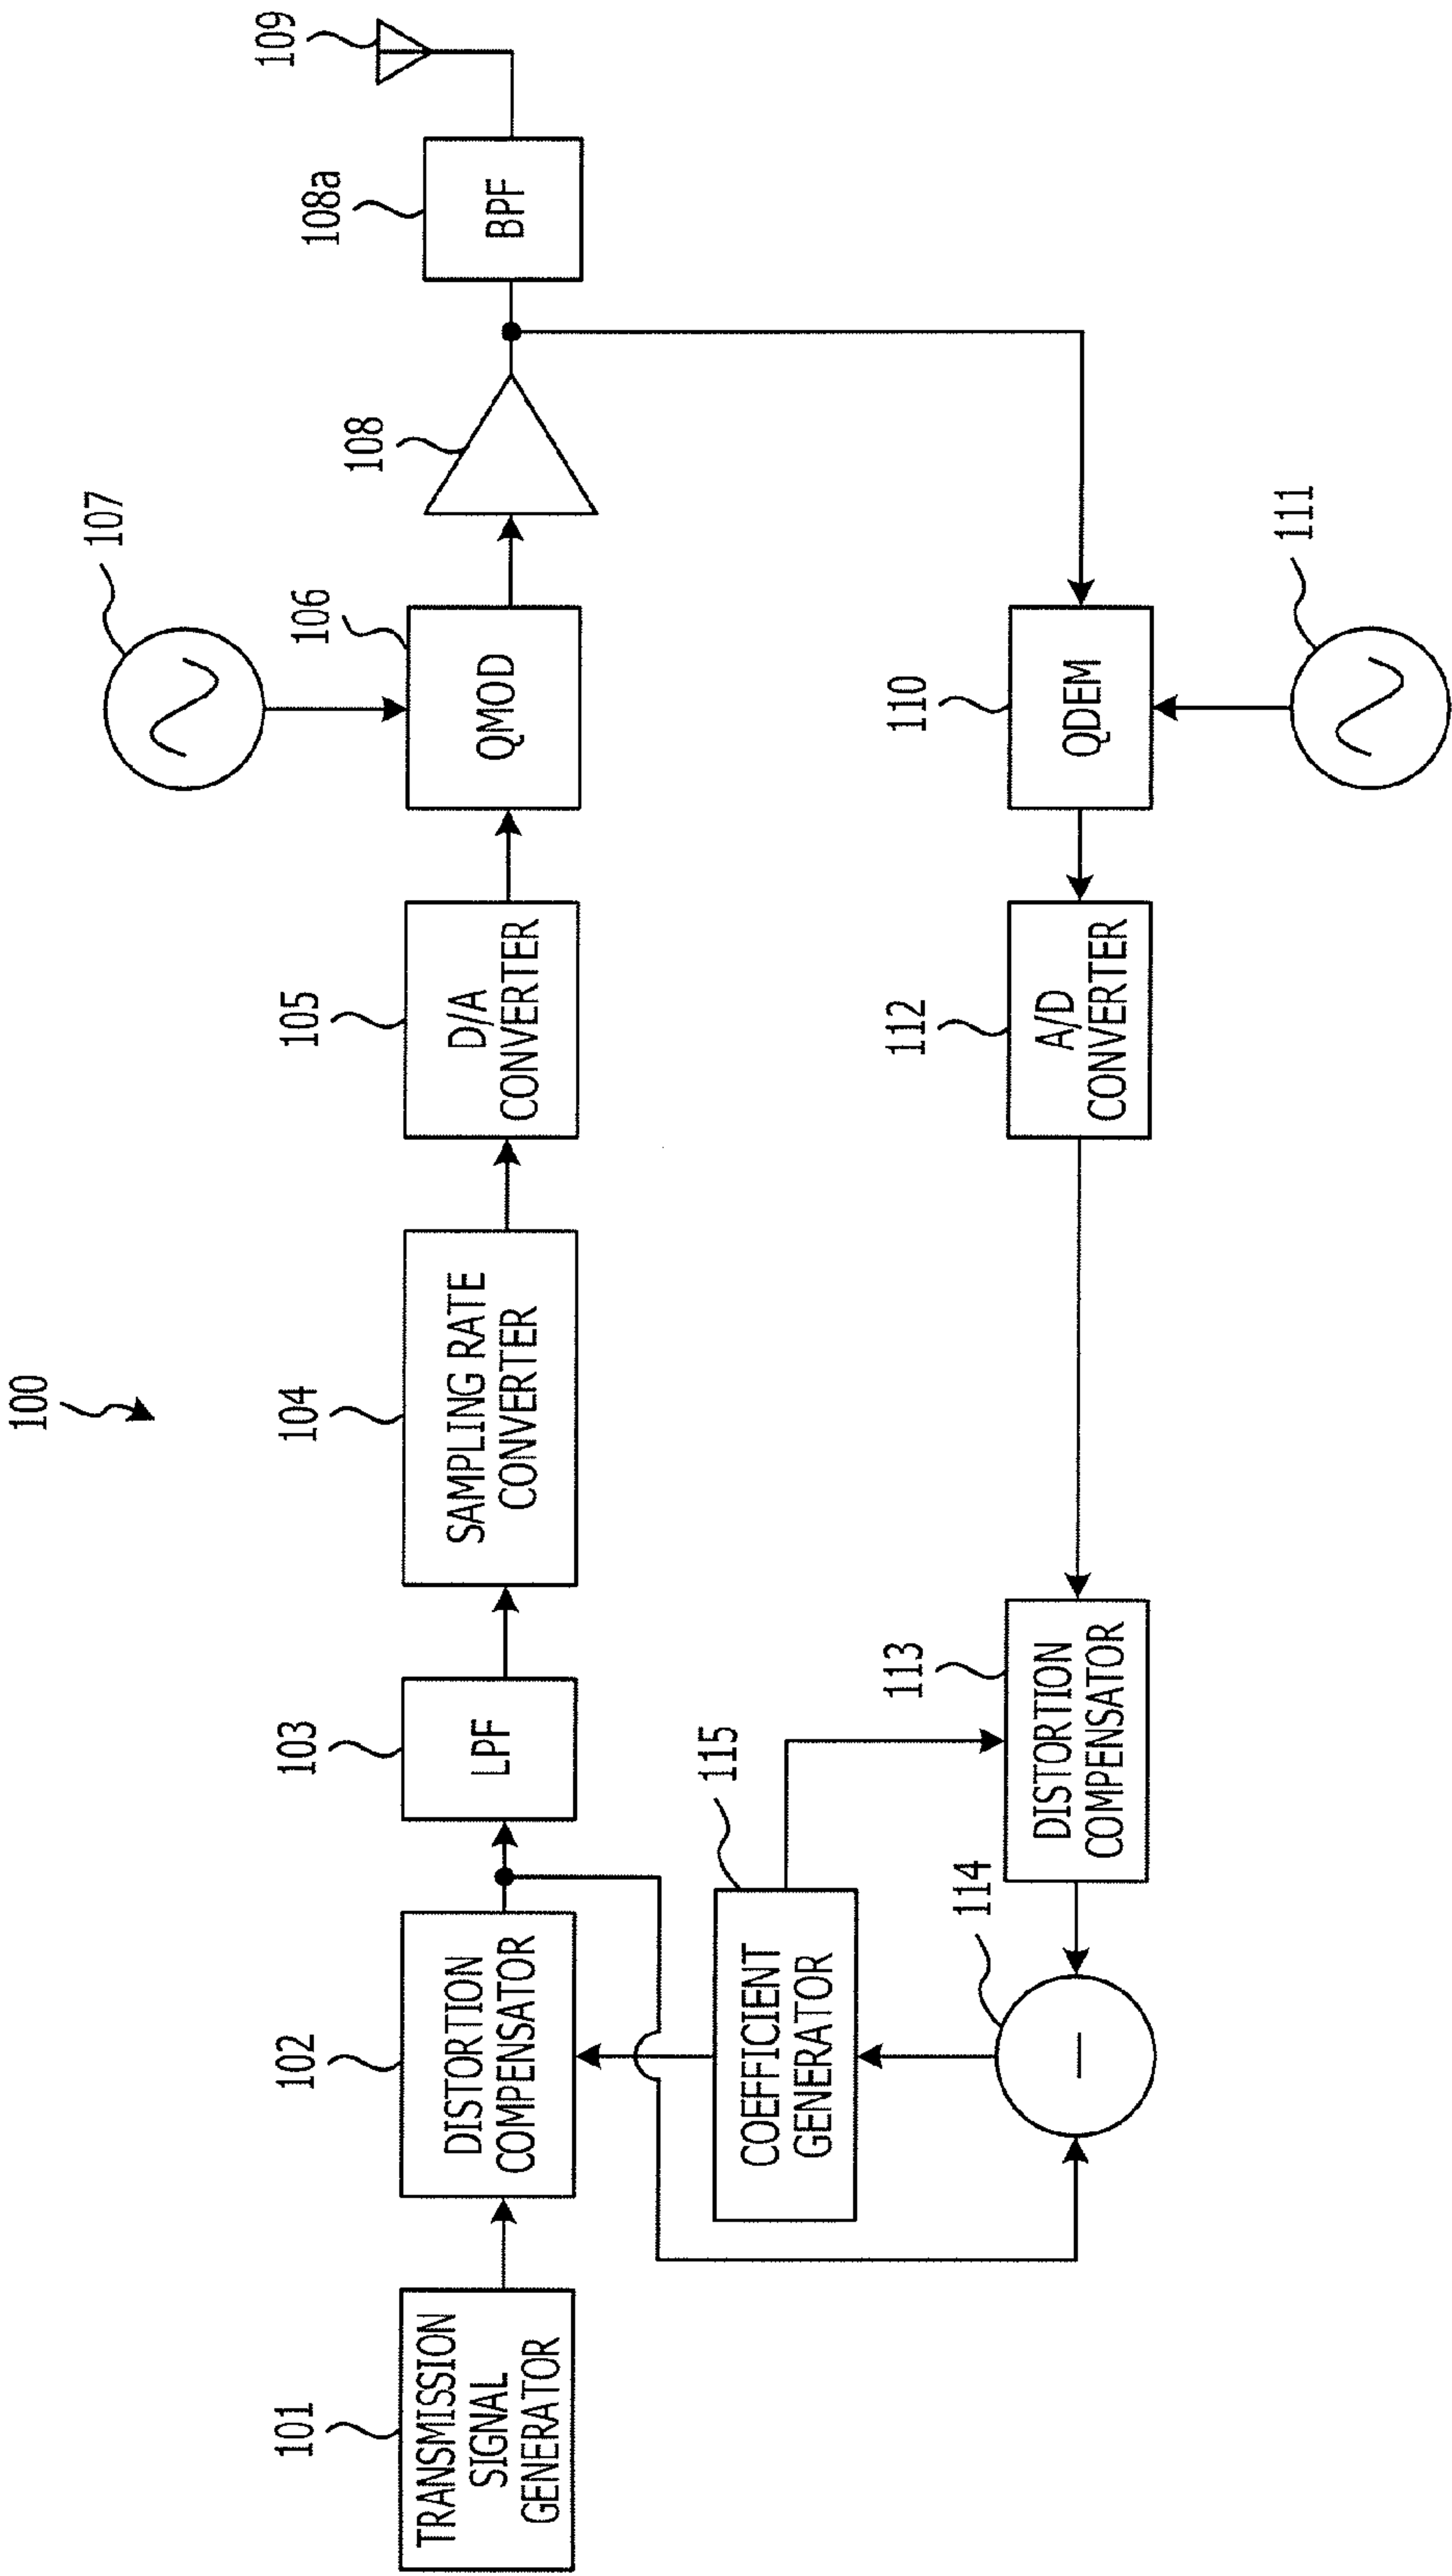 100
101
TRANSMISSION
SIGNAL
GENERATOR
102
DISTORTION
COMPENSATOR
103
LPF
104
SAMPLING RATE
CONVERTER
105
D/A
CONVERTER
106
QMOD
107
108
108a
BPF
109
110
QDEM
111
112
A/D
CONVERTER
113
DISTORTION
COMPENSATOR
114
−
115
COEFFICIENT
GENERATOR